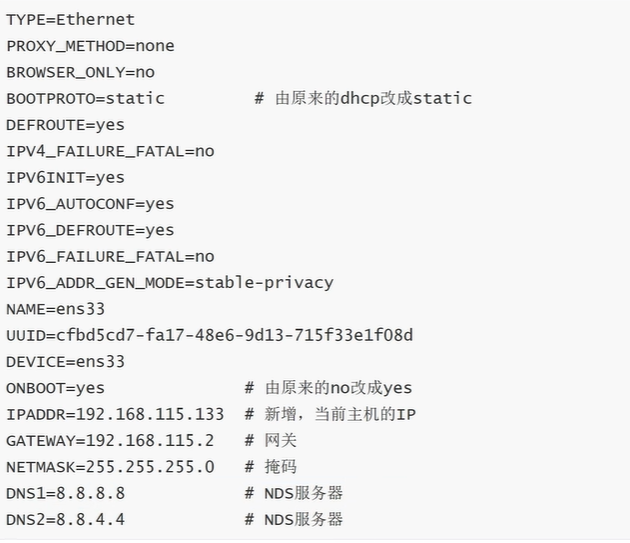 TYPE=Ethernet
PROXY_METHOD=none
BROWSER_ONLY=no
BOOTPROTO=static         # 由原来的dhcp改成static
DEFROUTE=yes
IPV4_FAILURE_FATAL=no
IPV6INIT=yes
IPV6_AUTOCONF=yes
IPV6_DEFROUTE=yes
IPV6_FAILURE_FATAL=no
IPV6_ADDR_GEN_MODE=stable-privacy
NAME=ens33
UUID=cfbd5cd7-fa17-48e6-9d13-715f33e1f08d
DEVICE=ens33
ONBOOT=yes              # 由原来的no改成yes
IPADDR=192.168.115.133  # 新增，当前主机的IP
GATEWAY=192.168.115.2   # 网关
NETMASK=255.255.255.0   # 掩码
DNS1=8.8.8.8            # NDS服务器
DNS2=8.8.4.4            # NDS服务器